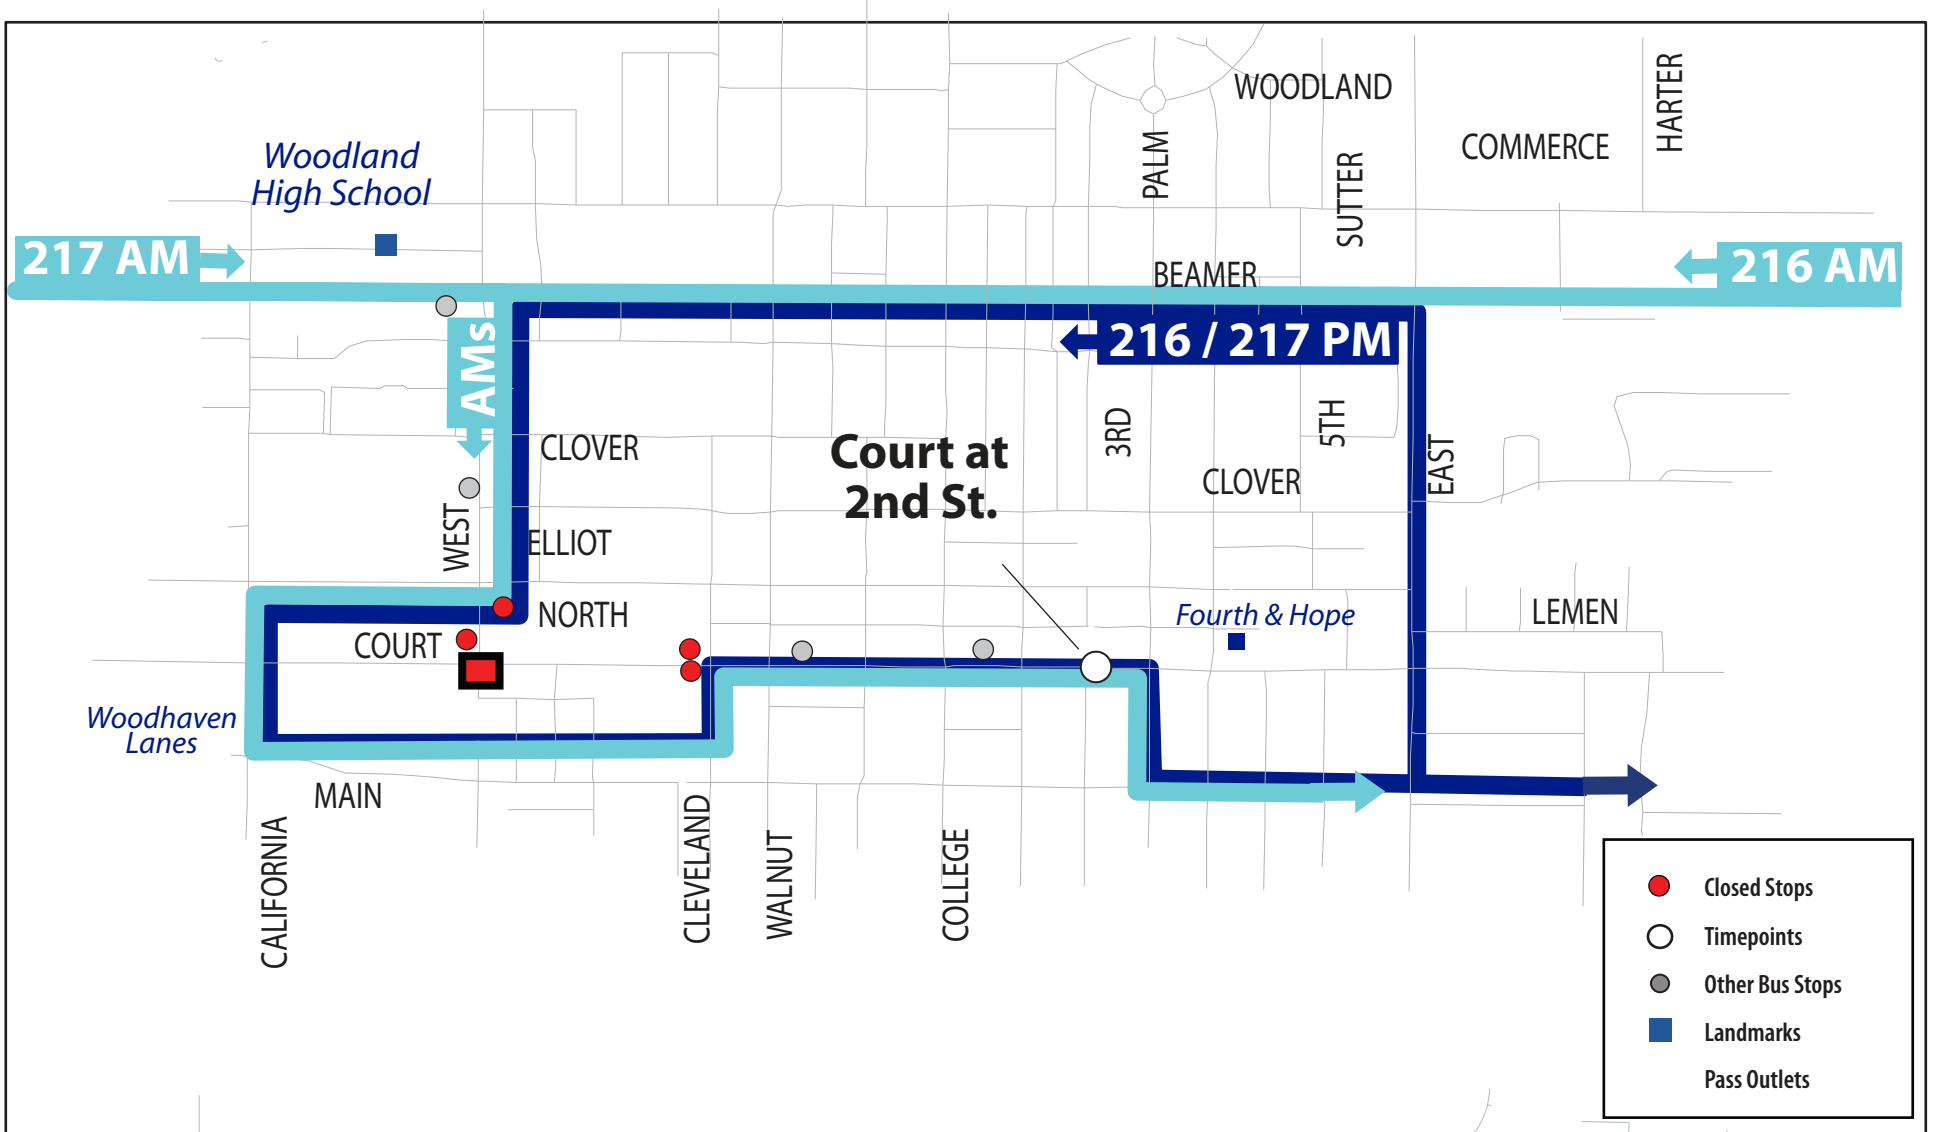 WOODLAND
HARTER
COMMERCE
PALM
SUTTER
Woodland
High School
217 AM
216 AM
BEAMER
AMs
216 / 217 PM
3RD
5TH
EAST
CLOVER
Court at
2nd St.
CLOVER
WEST
ELLIOT
NORTH
Fourth & Hope
LEMEN
COURT
Woodhaven
Lanes
MAIN
CALIFORNIA
CLEVELAND
WALNUT
COLLEGE
Closed Stops
Timepoints
Other Bus Stops
Landmarks
Pass Outlets